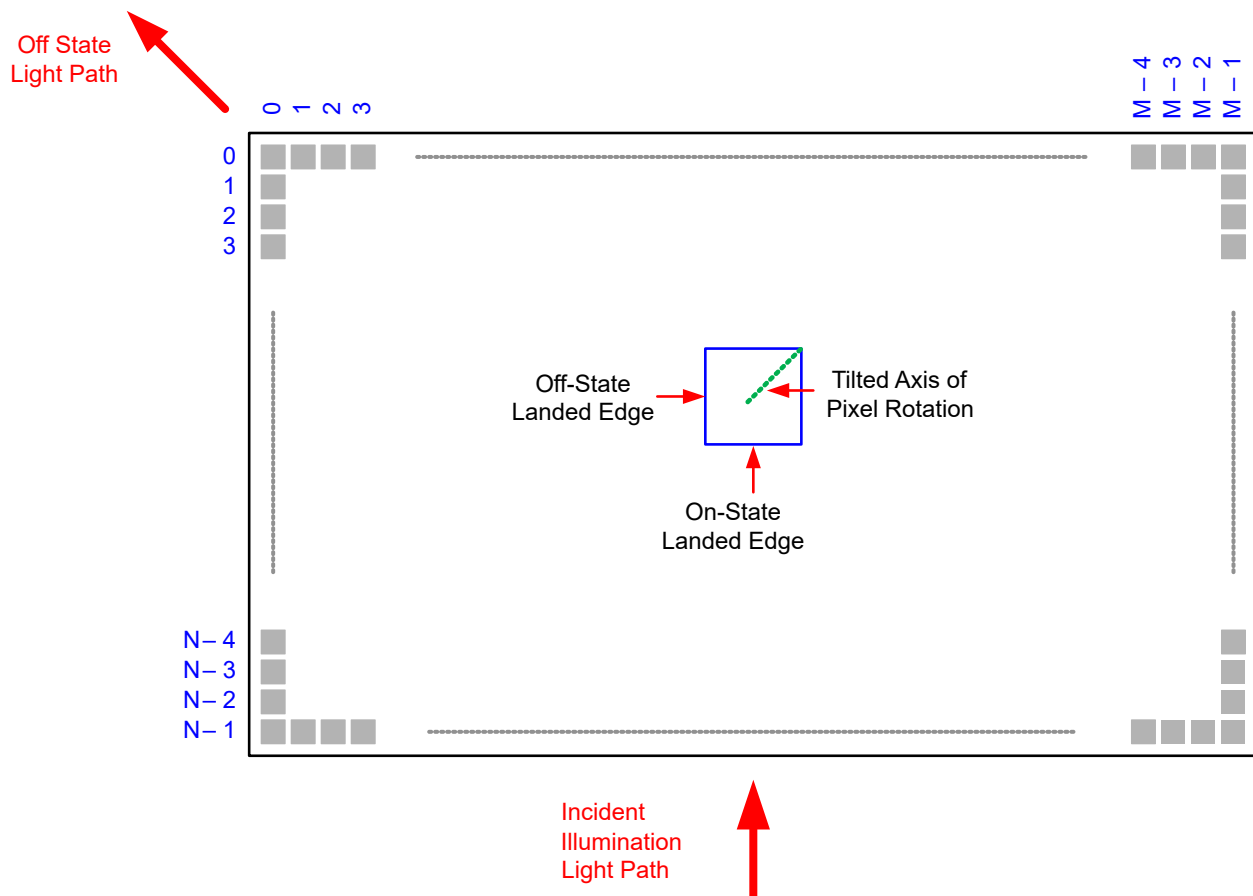 Off State
Light Path
0
1
2
3
M – 4
M – 3
M – 2
M – 1
0
1
2
3
Off-State
Landed Edge
Tilted Axis of
Pixel Rotation
On-State
Landed Edge
N – 4
N – 3
N – 2
N – 1
Incident
Illumination
Light Path